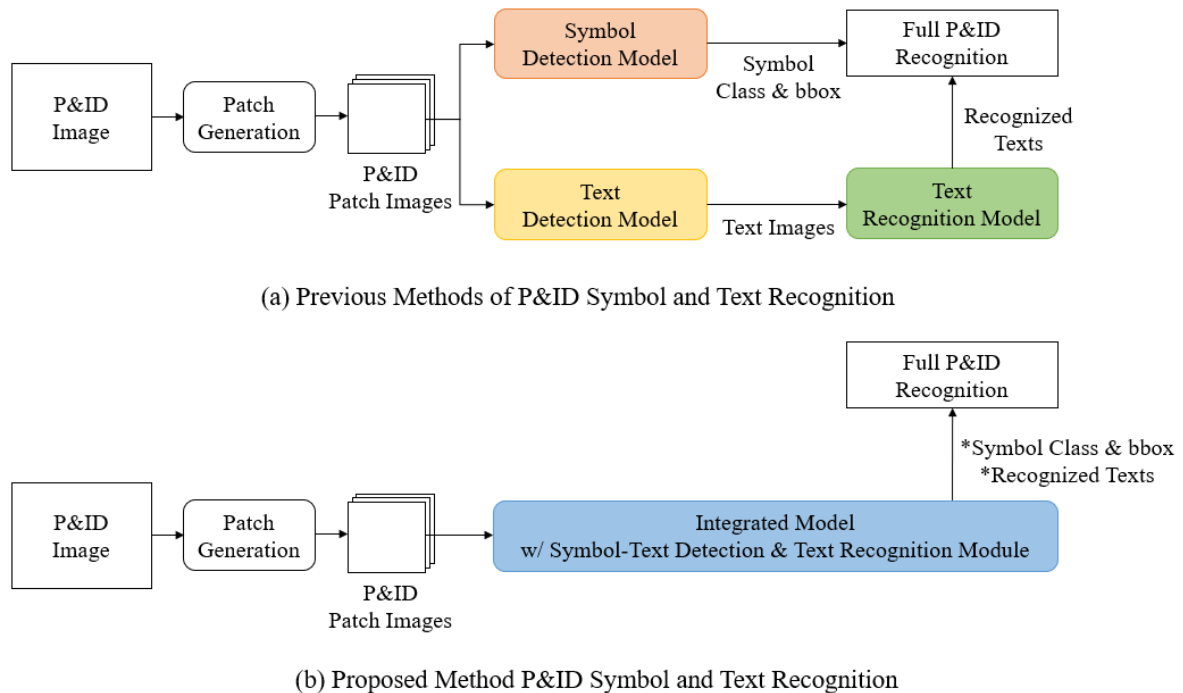 P&ID
Image
Patch
Generation
P&ID
Patch Images
Symbol
Detection Model
Symbol
Class & bbox
Full P&ID
Recognition
Recognized
Texts
Text
Detection Model
Text Images
Text
Recognition Model
(a) Previous Methods of P&ID Symbol and Text Recognition
Full P&ID
Recognition
*Symbol Class & bbox
*Recognized Texts
P&ID
Image
Patch
Generation
P&ID
Patch Images
Integrated Model
w/ Symbol-Text Detection & Text Recognition Module
(b) Proposed Method P&ID Symbol and Text Recognition